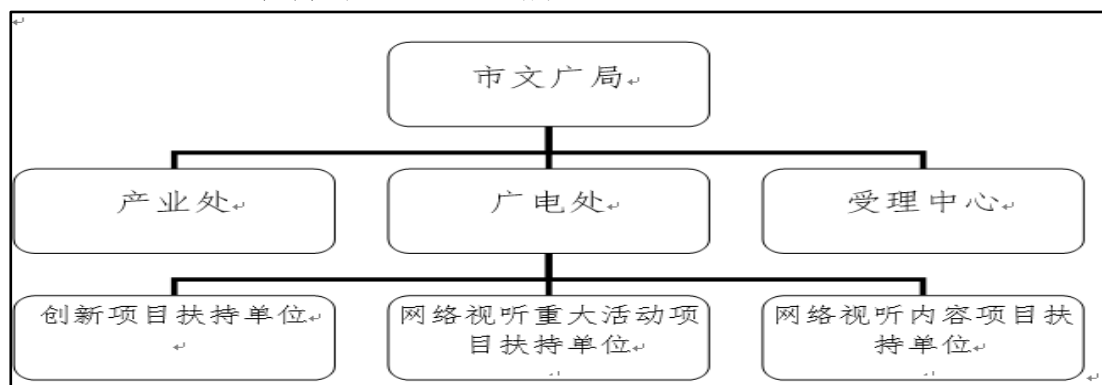 市文广局
产业处
广电处
受理中心
创新项目扶持单位
网络视听重大活动项
目扶持单位
网络视听内容项目扶
持单位